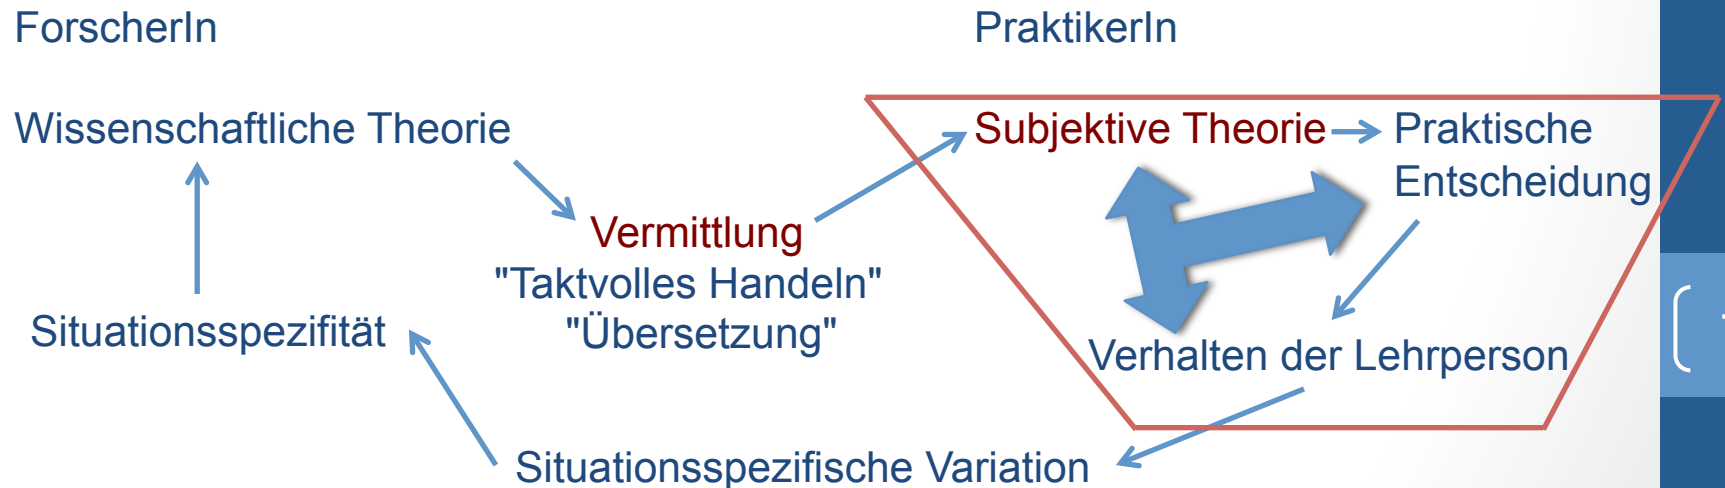 ForscherIn
PraktikerIn
Wissenschaftliche Theorie
Subjektive Theorie
Praktische
Entscheidung
Vermittlung
"Taktvolles Handeln"
"Übersetzung"
Situationsspezifität
Verhalten der Lehrperson
Situationsspezifische Variation